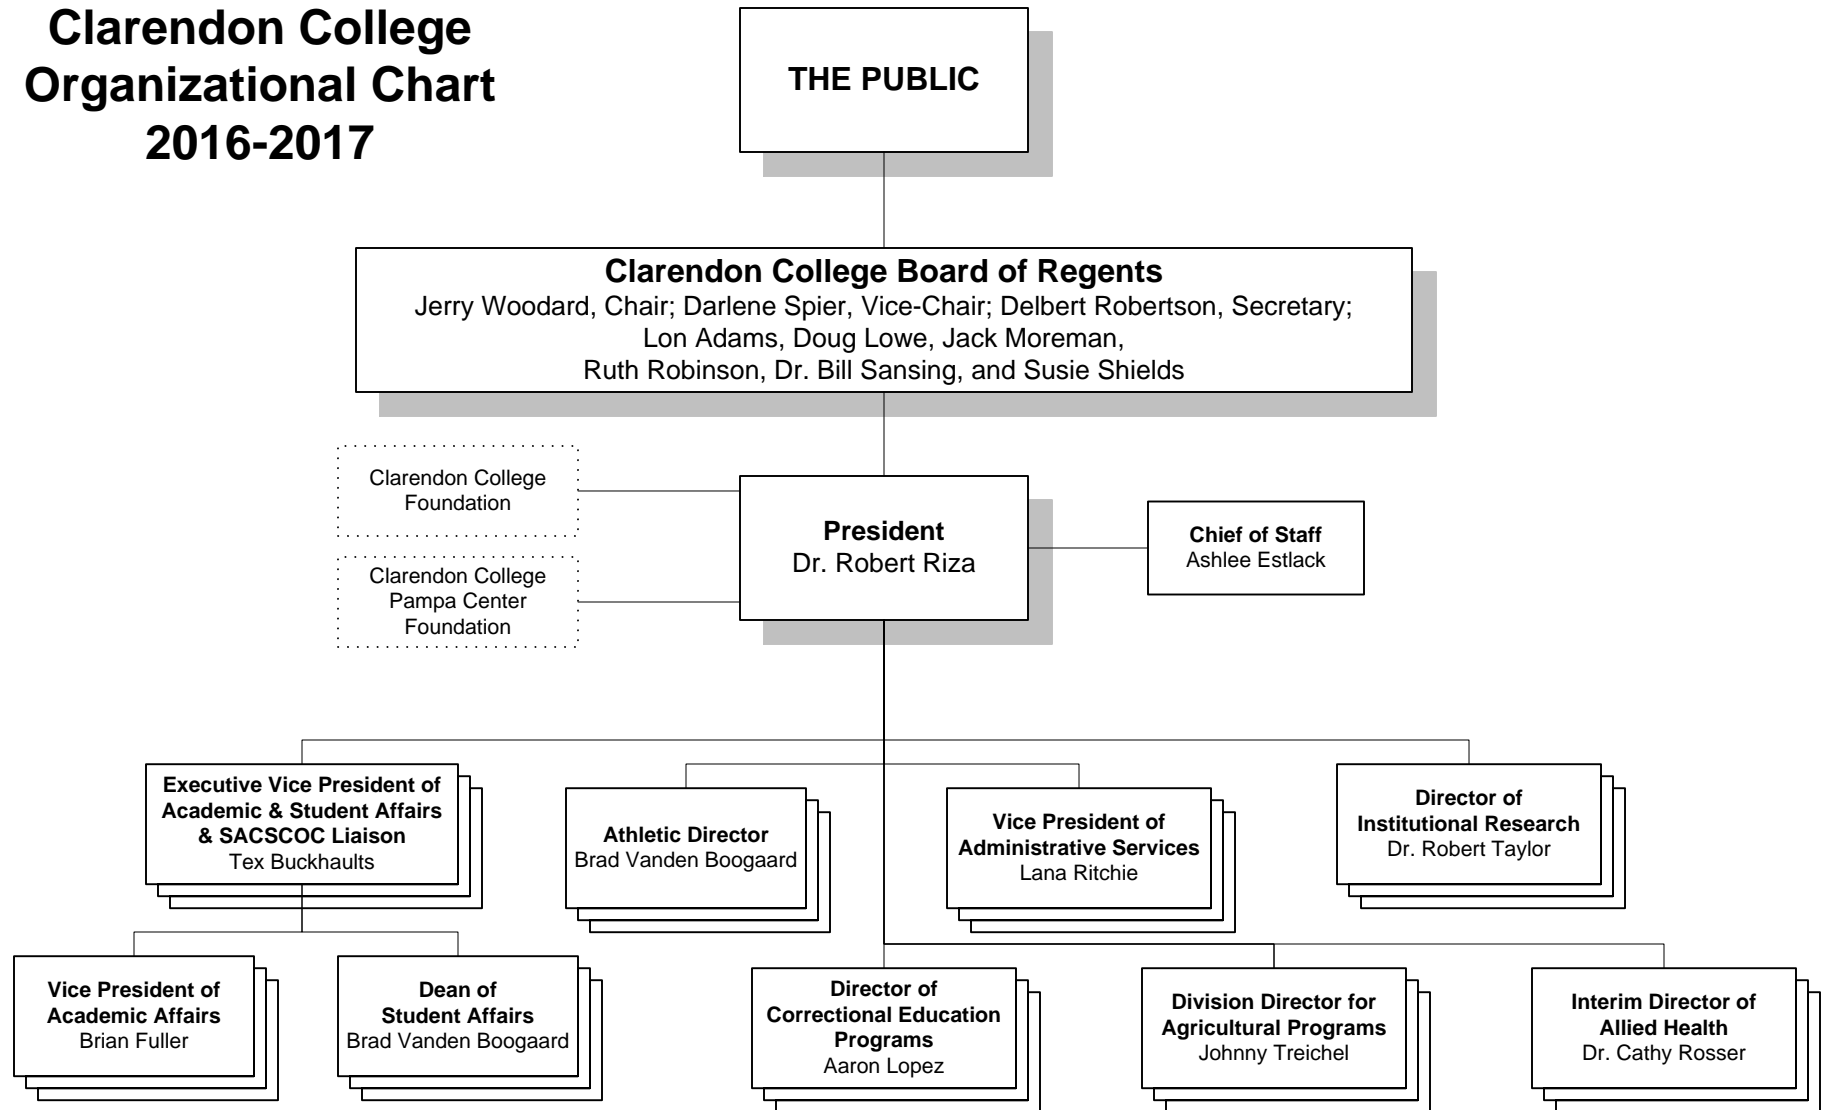 Clarendon College
Organizational Chart
2016-2017
THE PUBLIC
Clarendon College Board of Regents
Jerry Woodard, Chair; Darlene Spier, Vice-Chair; Delbert Robertson, Secretary;
Lon Adams, Doug Lowe, Jack Moreman,
Ruth Robinson, Dr. Bill Sansing, and Susie Shields
Clarendon College
Foundation
Clarendon College
Pampa Center
Foundation
President
Dr. Robert Riza
Chief of Staff
Ashlee Estlack
Executive Vice President of
Academic & Student Affairs
& SACSCOC Liaison
Tex Buckhaults
Athletic Director
Brad Vanden Boogaard
Vice President of
Administrative Services
Lana Ritchie
Director of
Institutional Research
Dr. Robert Taylor
Vice President of
Academic Affairs
Brian Fuller
Dean of
Student Affairs
Brad Vanden Boogaard
Director of
Correctional Education
Programs
Aaron Lopez
Division Director for
Agricultural Programs
Johnny Treichel
Interim Director of
Allied Health
Dr. Cathy Rosser